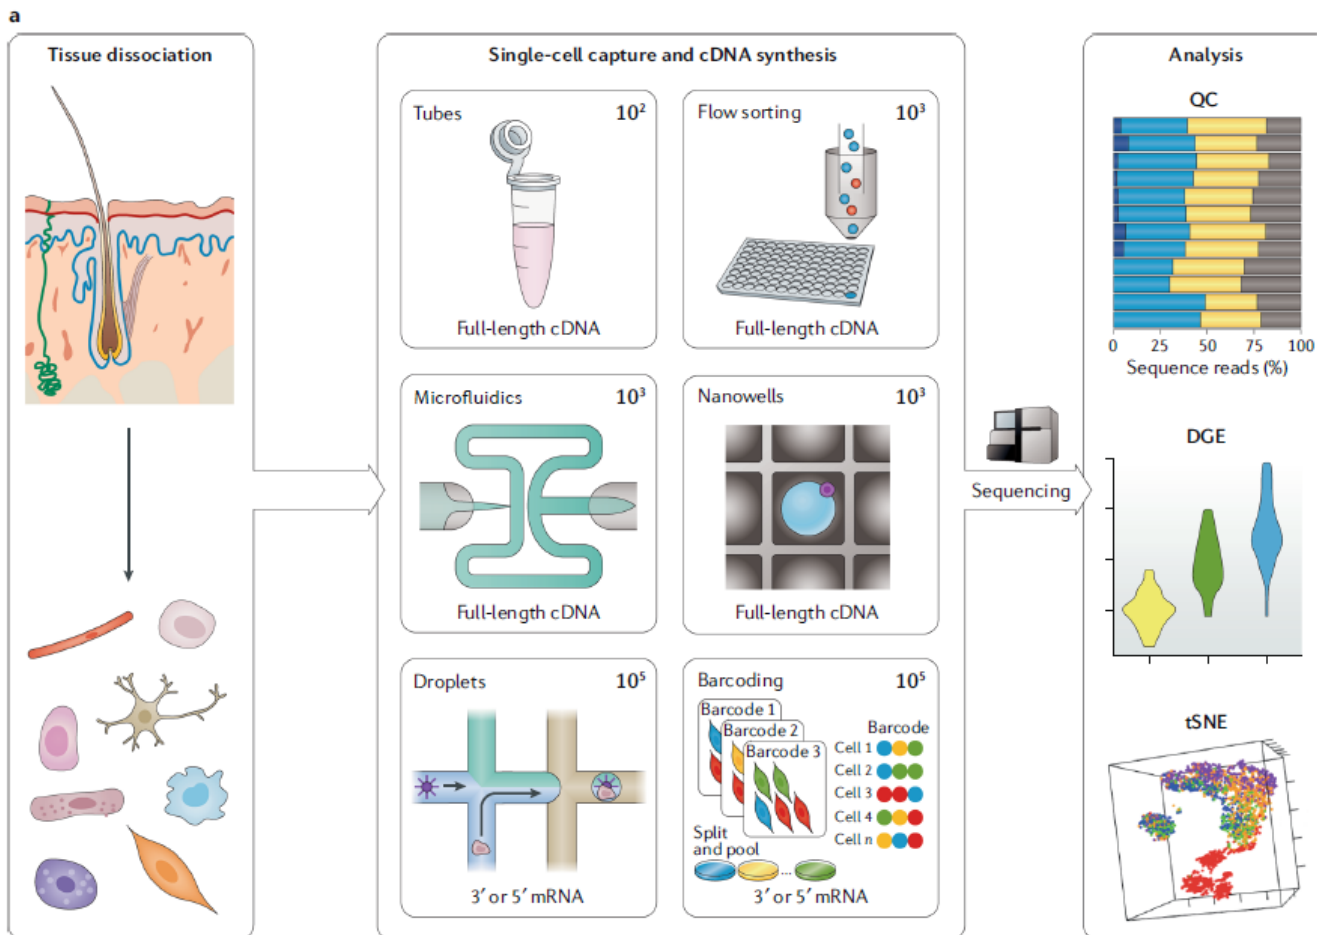 a
Tissue dissociation
Single-cell capture and cDNA synthesis
Tubes
10²
Full-length cDNA
Flow sorting
10³
Full-length cDNA
Microfluidics
10³
Full-length cDNA
Nanowells
10³
Full-length cDNA
Droplets
10⁵
3′ or 5′ mRNA
Barcoding
10⁵
Barcode 1
Barcode 2
Barcode 3
Barcode
Cell 1
Cell 2
Cell 3
Cell 4
Cell n
Split
and pool
...
3′ or 5′ mRNA
Sequencing
Analysis
QC
0 25 50 75 100
Sequence reads (%)
DGE
tSNE